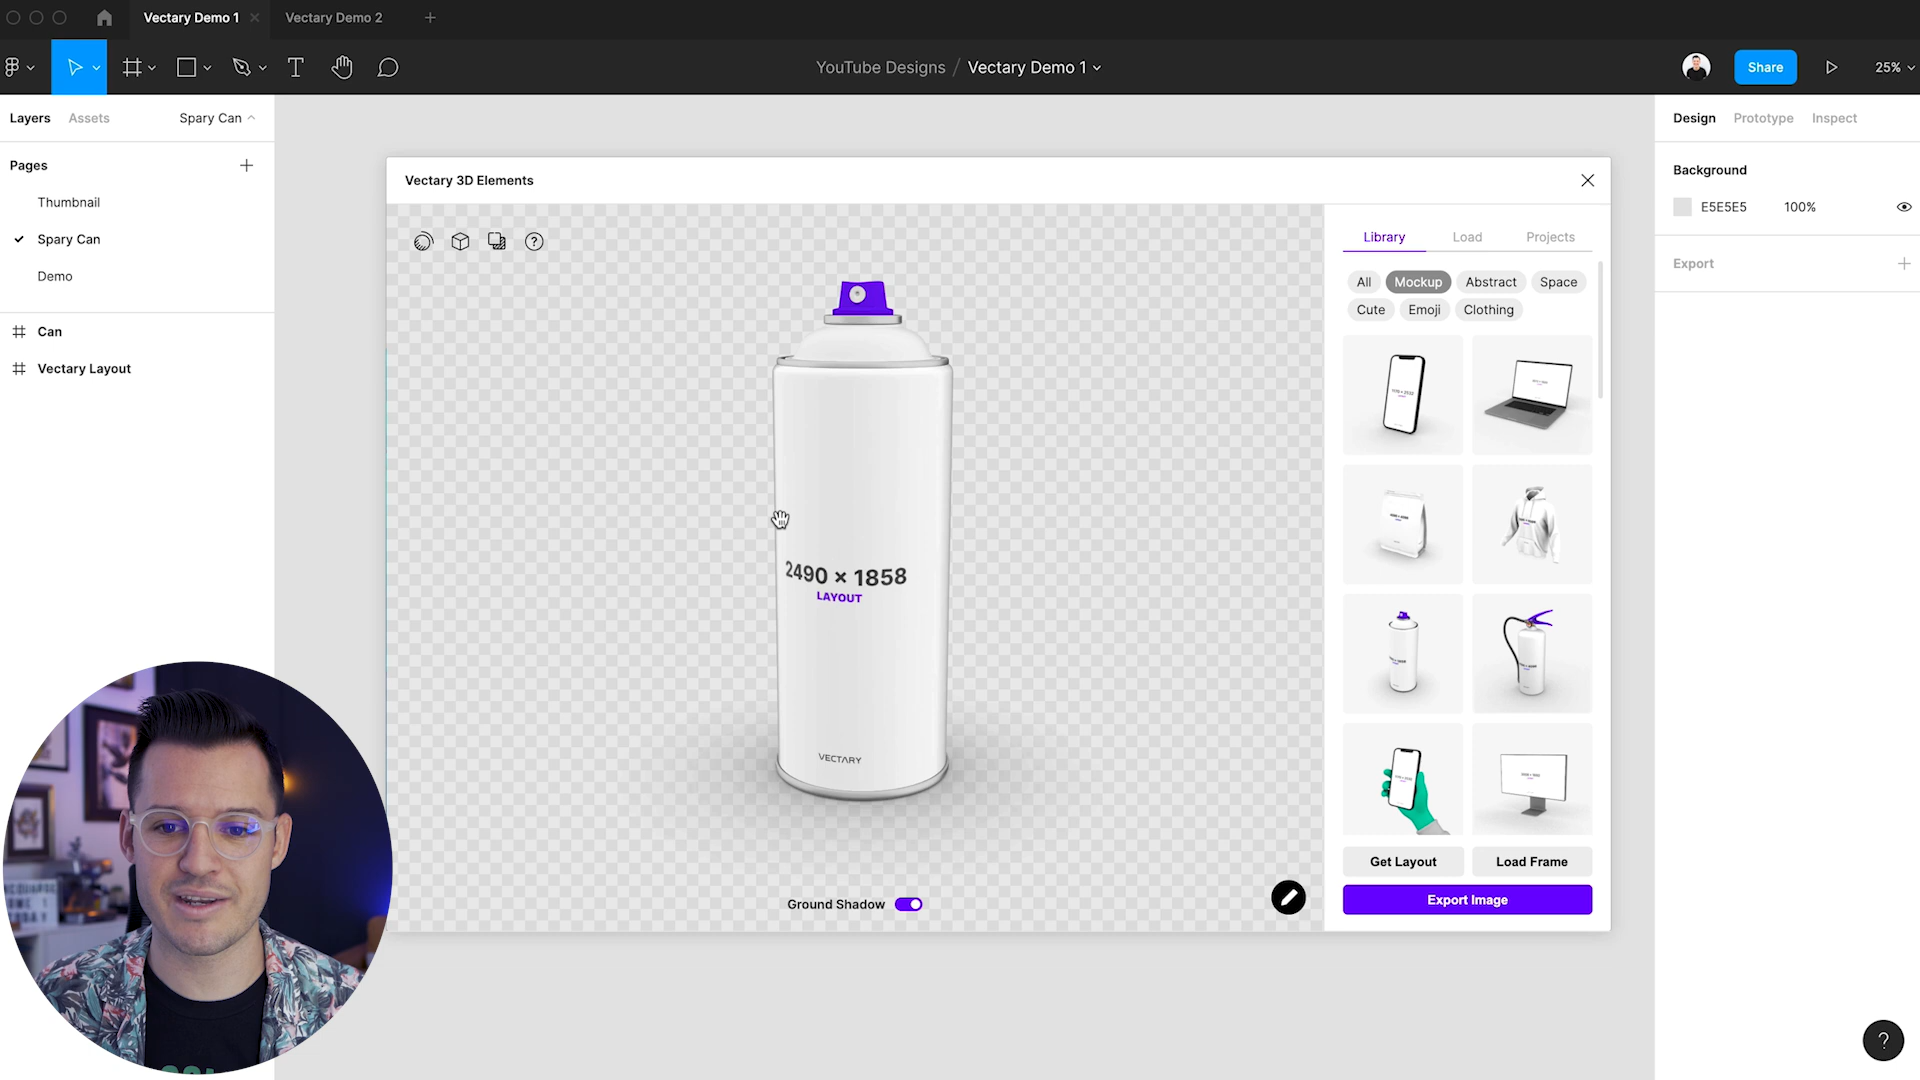 Vectary Demo 1
Vectary Demo 2
YouTube Designs / Vectary Demo 1
Share
25%
Layers
Assets
Spary Can
Pages
Thumbnail
Spary Can
Demo
Can
Vectary Layout
Vectary 3D Elements
2490 × 1858
LAYOUT
VECTARY
Ground Shadow
Library
Load
Projects
All
Mockup
Abstract
Space
Cute
Emoji
Clothing
Get Layout
Load Frame
Export Image
Design
Prototype
Inspect
Background
E5E5E5
100%
Export
?